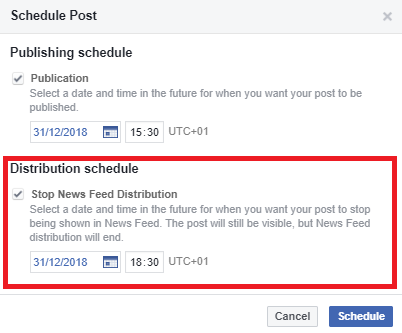 Schedule Post
Publishing schedule
Publication
Select a date and time in the future for when you want your post to be
published.
31/12/2018 15:30 UTC+01
Distribution schedule
Stop News Feed Distribution
Select a date and time in the future for when you want your post to stop
being shown in News Feed. The post will still be visible, but News Feed
distribution will end.
31/12/2018 18:30 UTC+01
Cancel Schedule